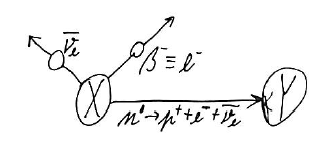 ν̅ₑ
β⁻ ≡ e⁻
X
Y
n⁰ → p⁺ + e⁻ + ν̅ₑ